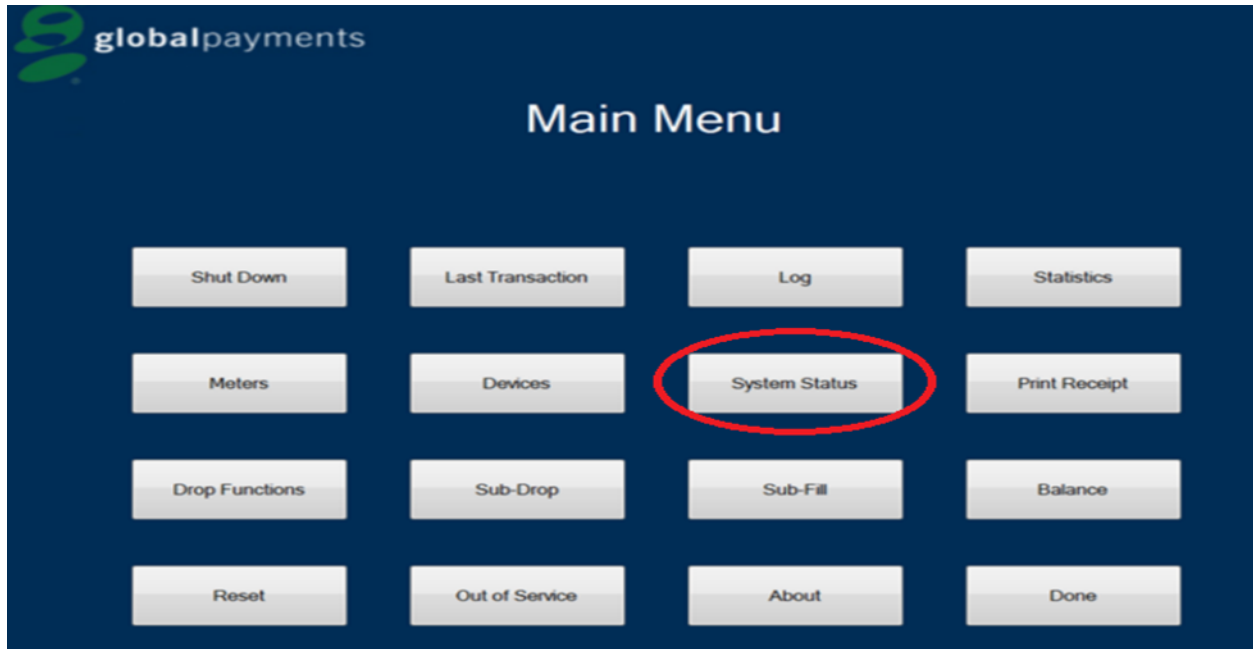 globalpayments
Main Menu
Shut Down
Last Transaction
Log
Statistics
Meters
Devices
System Status
Print Receipt
Drop Functions
Sub-Drop
Sub-Fill
Balance
Reset
Out of Service
About
Done